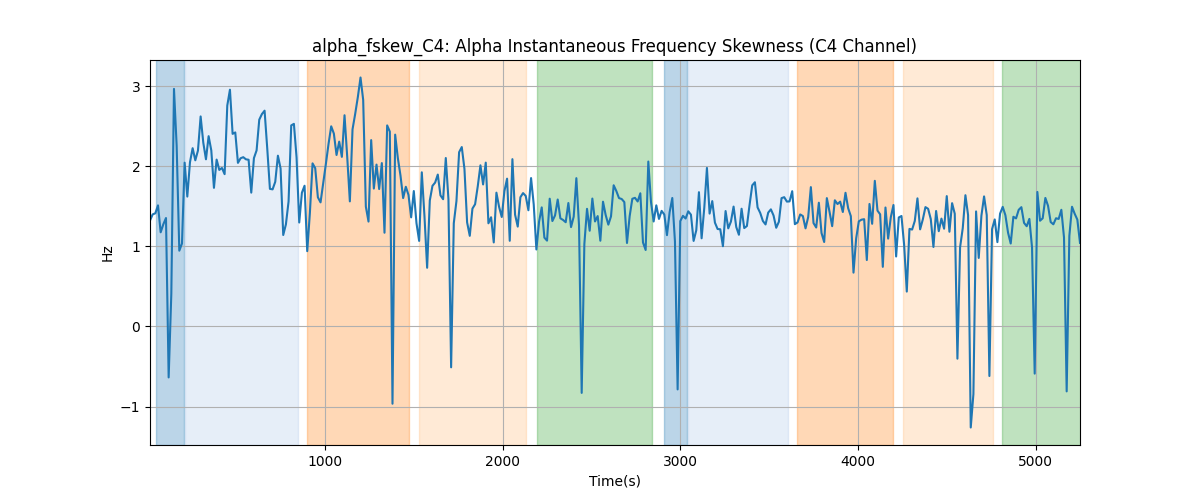 alpha_fskew_C4: Alpha Instantaneous Frequency Skewness (C4 Channel)
3
2
1
0
−1
Hz
1000 2000 3000 4000 5000
Time(s)